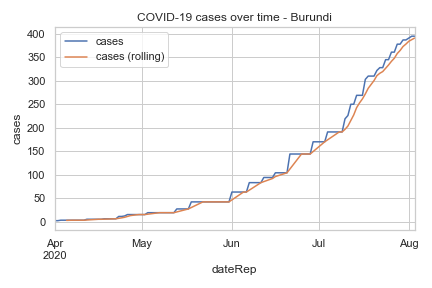 COVID-19 cases over time - Burundi
cases
cases (rolling)
400
350
300
250
200
150
100
50
0
cases
Apr
2020
May
Jun
Jul
Aug
dateRep